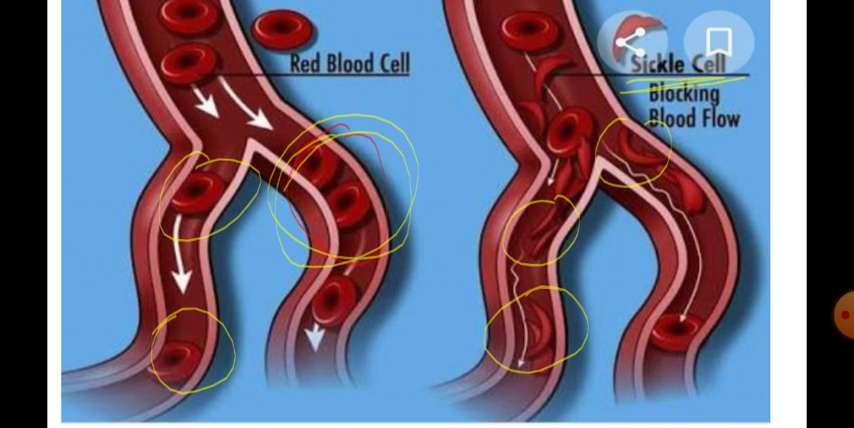 Red Blood Cell
Sickle Cell
Blocking
Blood Flow